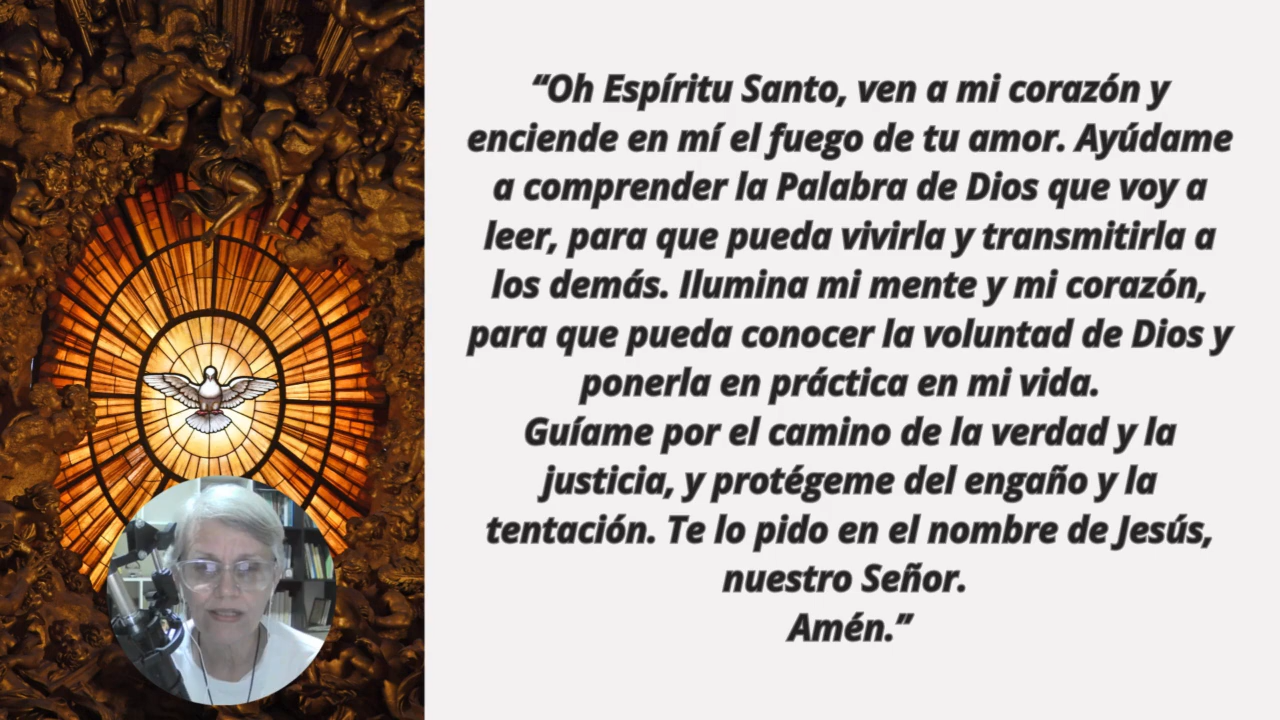 “Oh Espíritu Santo, ven a mi corazón y
enciende en mí el fuego de tu amor. Ayúdame
a comprender la Palabra de Dios que voy a
leer, para que pueda vivirla y transmitirla a
los demás. Ilumina mi mente y mi corazón,
para que pueda conocer la voluntad de Dios y
ponerla en práctica en mi vida.
Guíame por el camino de la verdad y la
justicia, y protégeme del engaño y la
tentación. Te lo pido en el nombre de Jesús,
nuestro Señor.
Amén.”